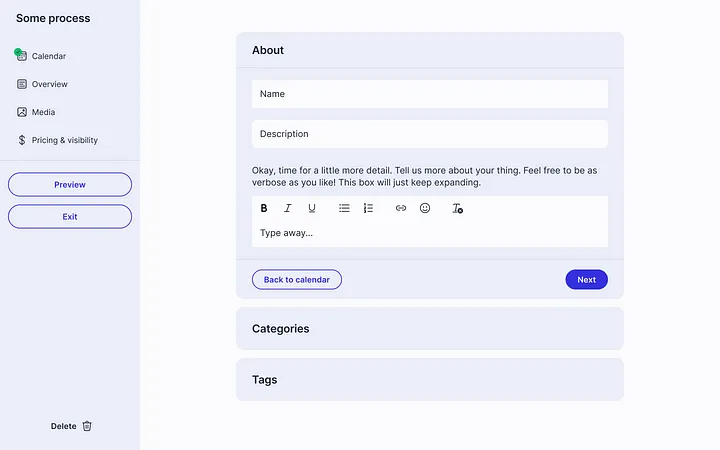 Some process
Calendar
Overview
Media
Pricing & visibility
Preview
Exit
Delete
About
Name
Description
Okay, time for a little more detail. Tell us more about your thing. Feel free to be as
verbose as you like! This box will just keep expanding.
B I U
Type away...
Back to calendar
Next
Categories
Tags